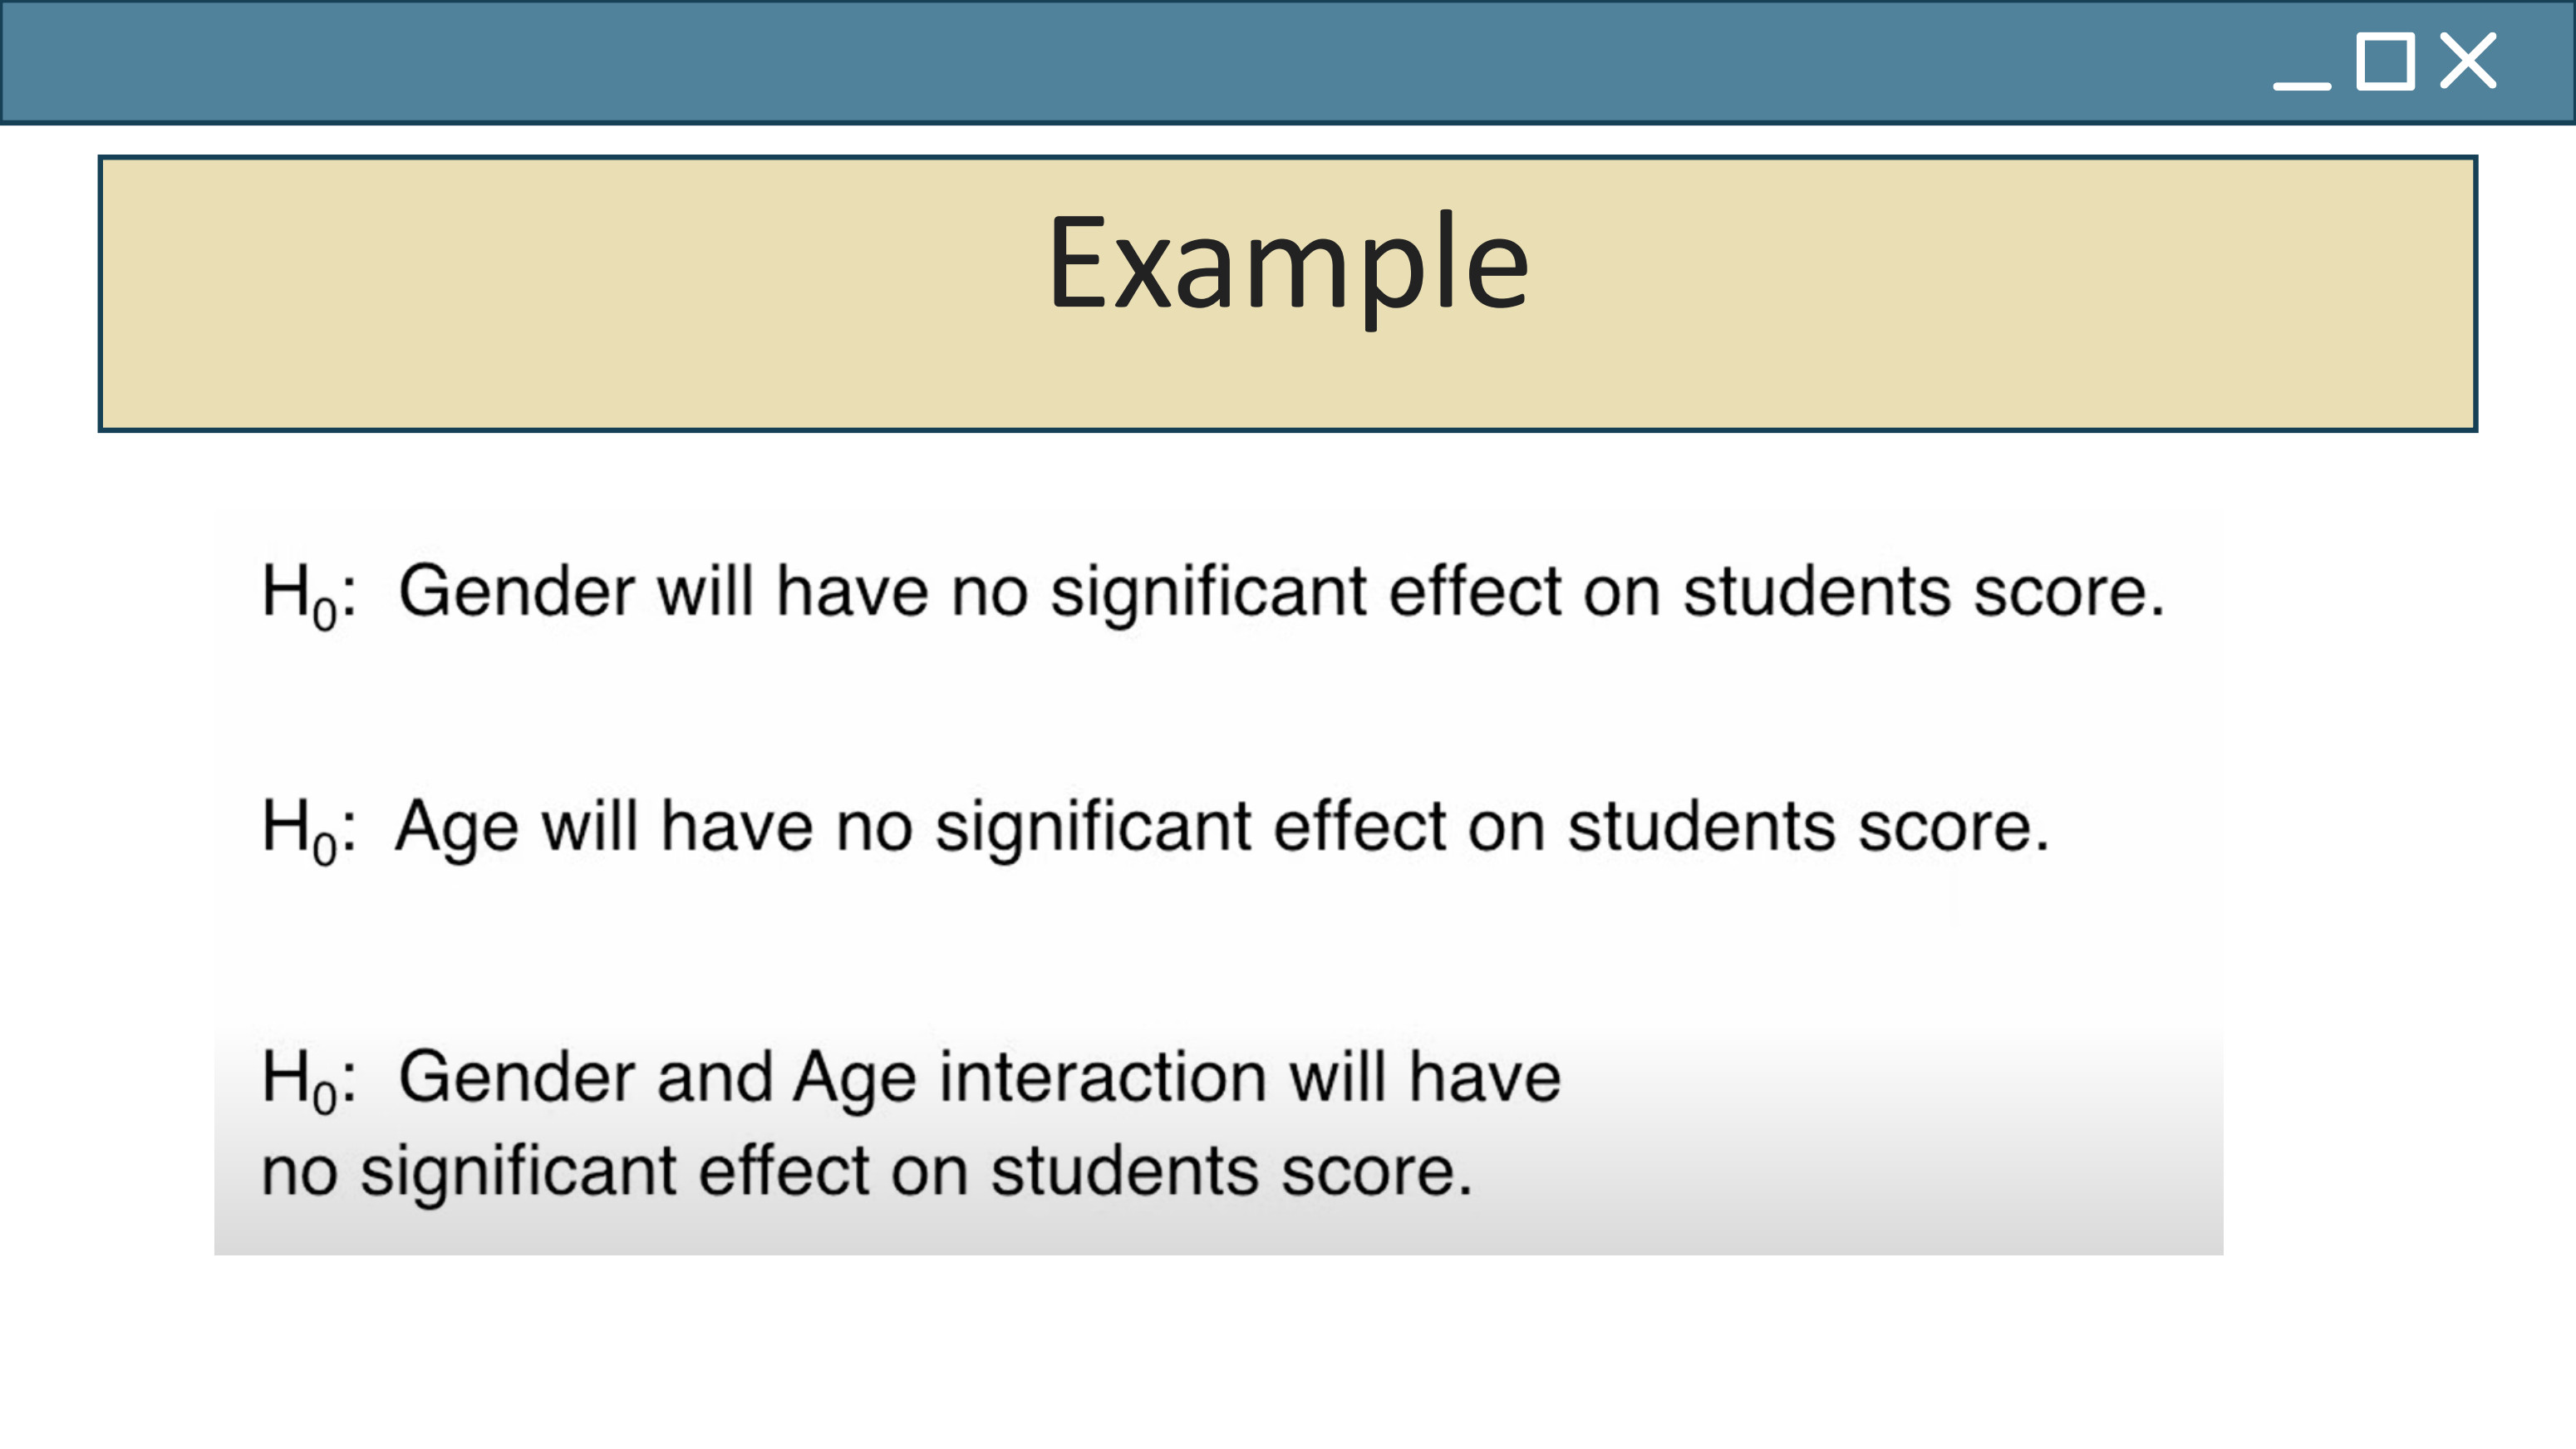 Example
H₀: Gender will have no significant effect on students score.
H₀: Age will have no significant effect on students score.
H₀: Gender and Age interaction will have
no significant effect on students score.